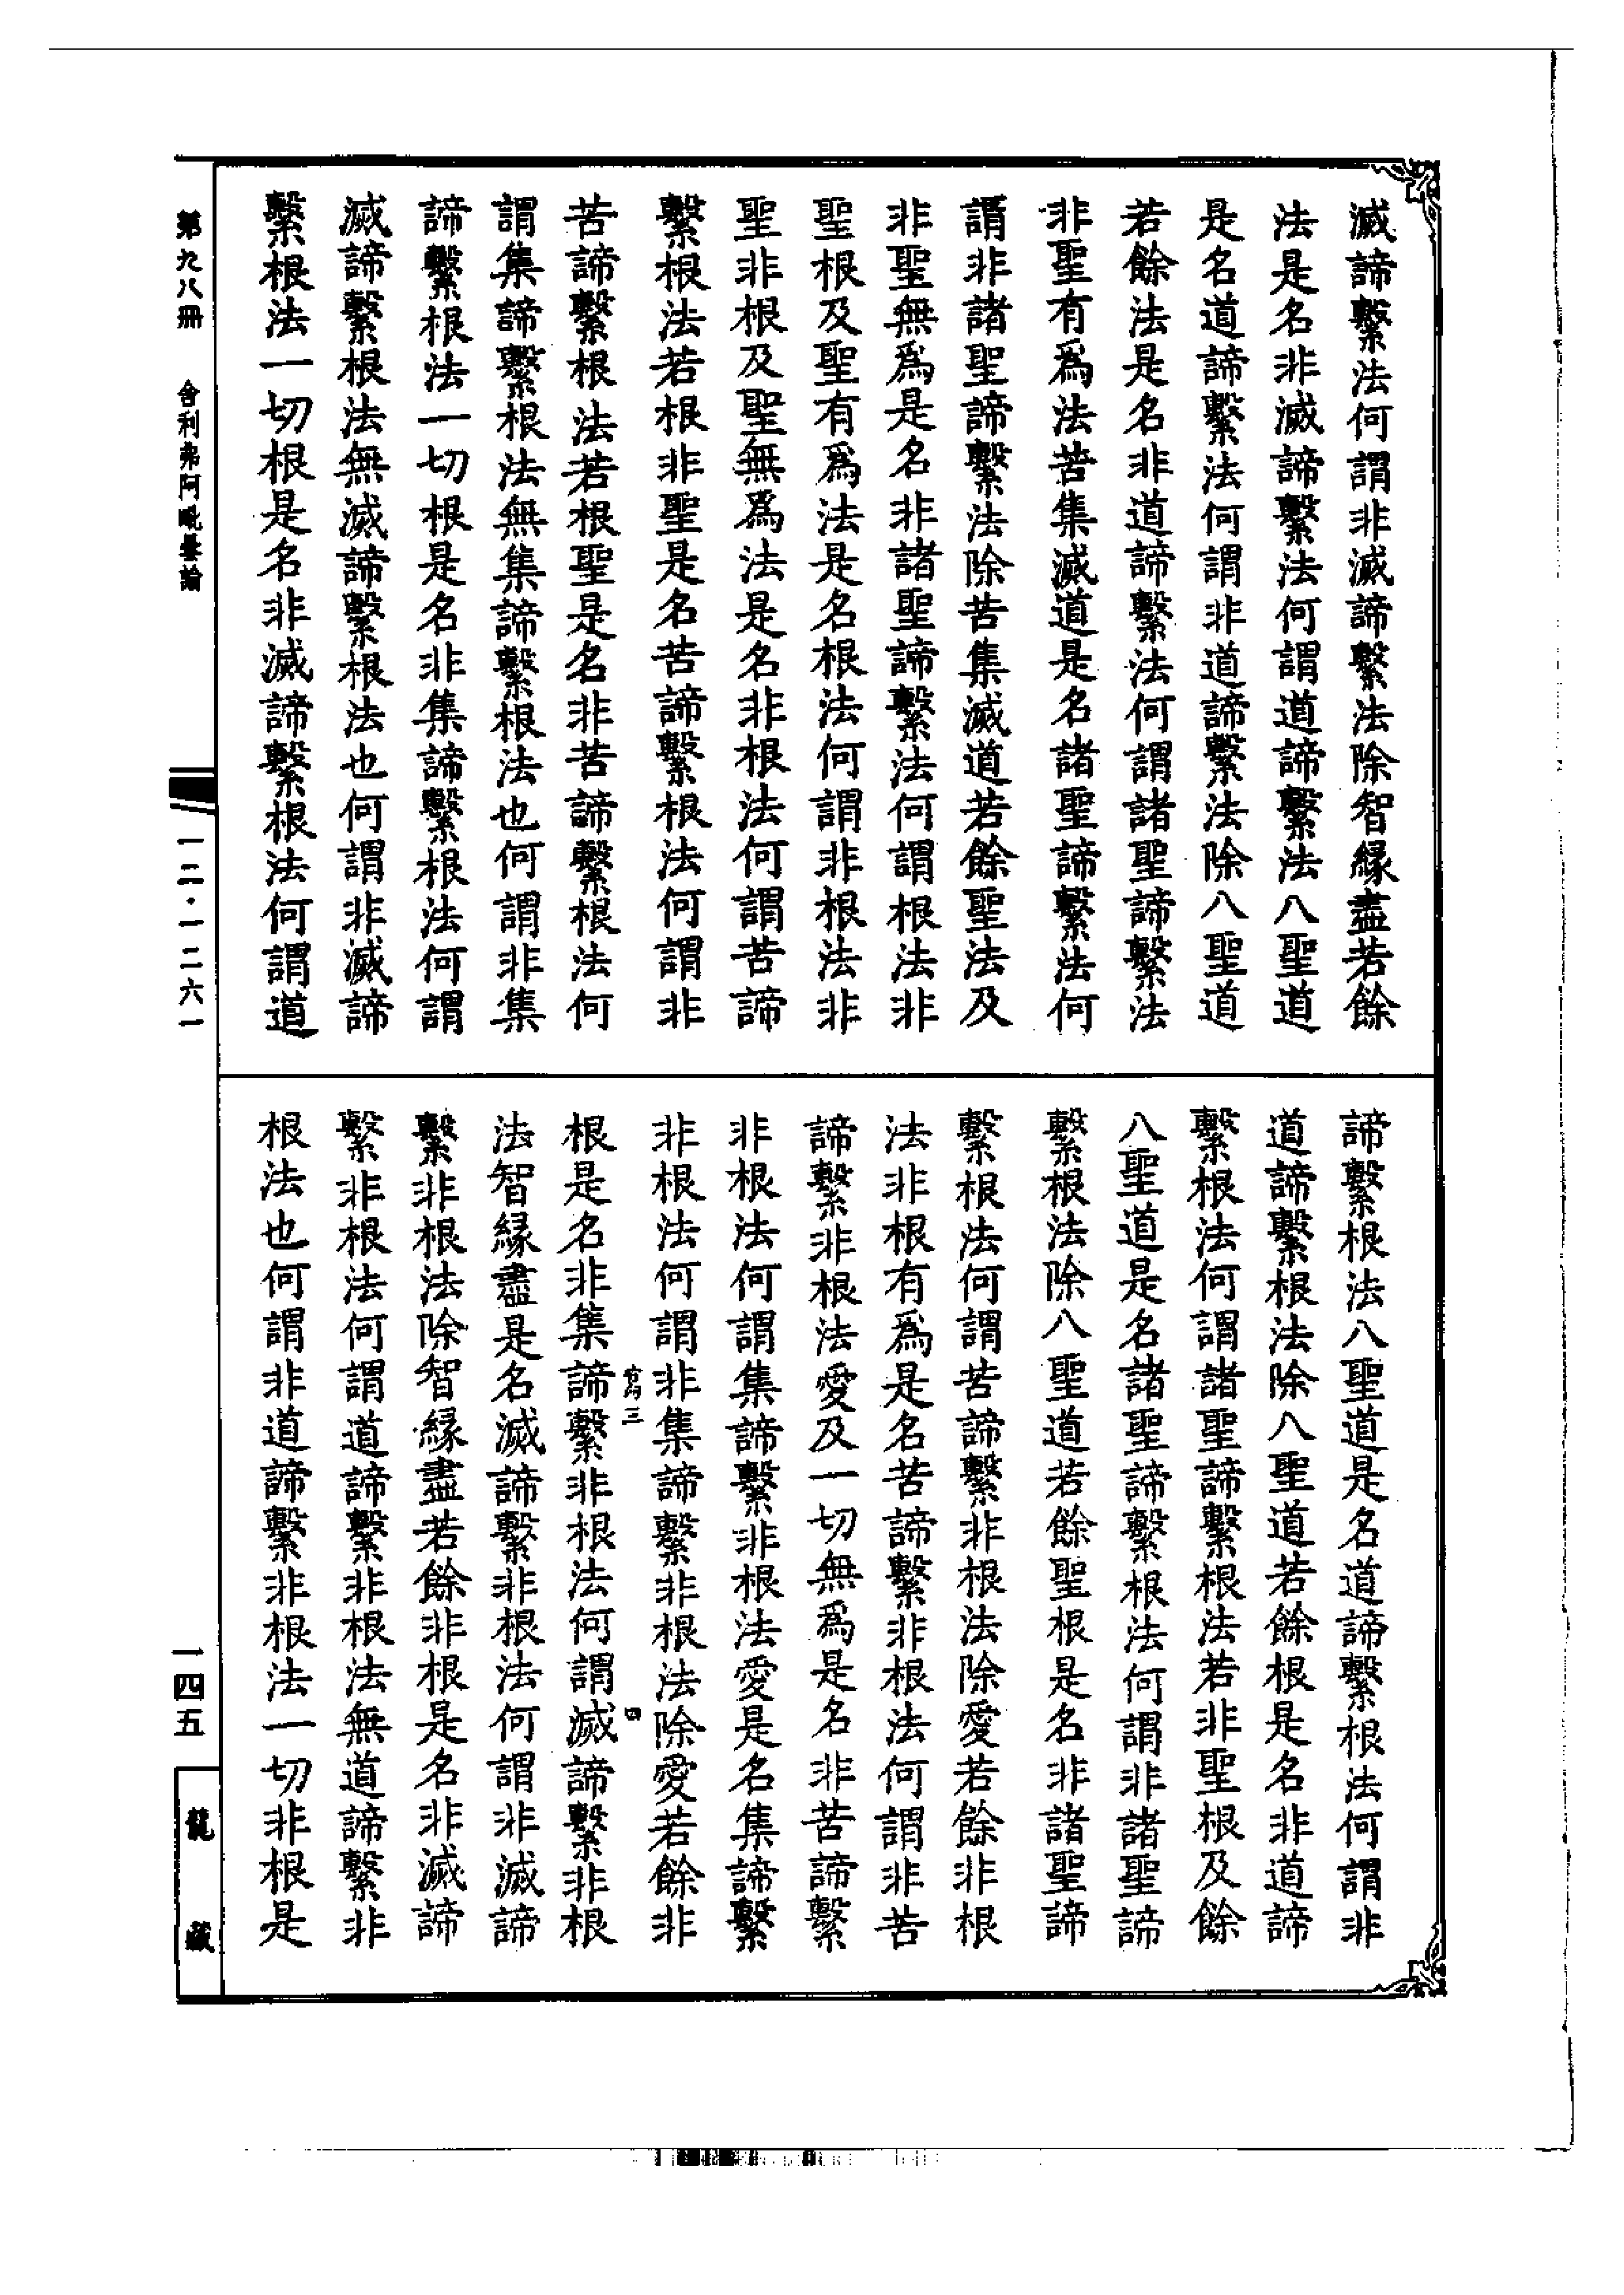 滅諦繫法何謂非滅諦繫法除智緣盡若餘
法是名非滅諦繫法何謂道諦繫法八聖道
是名道諦繫法何謂非道諦繫法除八聖道
若餘法是名非道諦繫法何謂諸聖諦繫法
非聖有為法苦集滅道是名諸聖諦繫法何
謂非諸聖諦繫法除苦集滅道若餘聖法及
非聖無為是名非諸聖諦繫法何謂根法非
聖根及聖有為法是名根法何謂非根法非
聖非根及聖無為法是名非根法何謂苦諦
繫根法若根非聖是名苦諦繫根法何謂非
苦諦繫根法若根聖是名非苦諦繫根法何
謂集諦繫根法無集諦繫根法也何謂非集
諦繫根法一切根是名非集諦繫根法何謂
滅諦繫根法無滅諦繫根法也何謂非滅諦
繫根法一切根是名非滅諦繫根法何謂道
諦繫根法八聖道是名道諦繫根法何謂非
道諦繫根法除八聖道若餘根是名非道諦
繫根法何謂諸聖諦繫根法若非聖根及餘
八聖道是名諸聖諦繫根法何謂非諸聖諦
繫根法除八聖道若餘聖根是名非諸聖諦
繫根法何謂苦諦繫非根法除愛若餘非根
法非根有為是名苦諦繫非根法何謂非苦
諦繫非根法愛及一切無為是名非苦諦繫
非根法何謂集諦繫非根法愛是名集諦繫
非根法何謂非集諦繫非根法除愛若餘非
根是名非集諦繫非根法何謂滅諦繫非根
法智緣盡是名滅諦繫非根法何謂非滅諦
繫非根法除智緣盡若餘非根是名非滅諦
繫非根法何謂道諦繫非根法無道諦繫非
根法也何謂非道諦繫非根法一切非根是
三
四
第九八冊 舍利弗阿毗曇論
一二·一二六一
一四五
龍藏